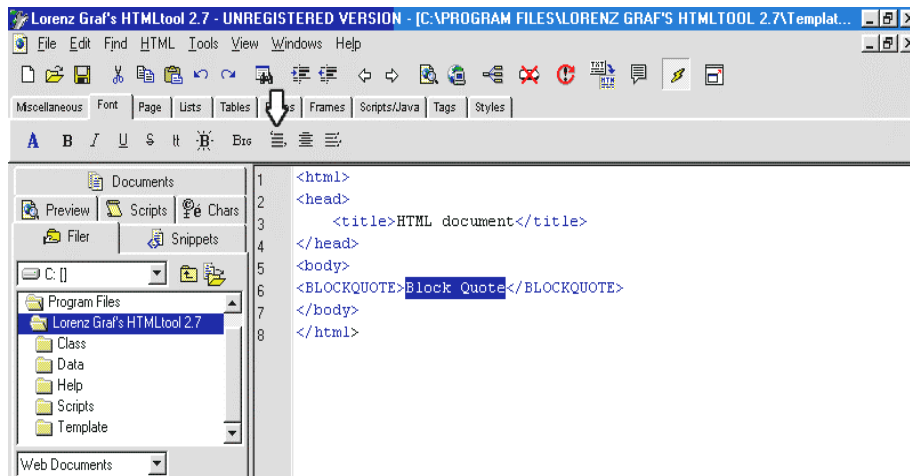 Lorenz Graf's HTMLtool 2.7 - UNREGISTERED VERSION - [C:\PROGRAM FILES\LORENZ GRAF'S HTMLTOOL 2.7\Templat...
File Edit Find HTML Tools View Windows Help
Miscellaneous Font Page Lists Tables Frames Scripts/Java Tags Styles
A B I U S tt B BIG
Documents
Preview Scripts Chars
Filer Snippets
C: []
Program Files
Lorenz Graf's HTMLtool 2.7
Class
Data
Help
Scripts
Template
Web Documents
1 <html>
2 <head>
3 <title>HTML document</title>
4 </head>
5 <body>
6 <BLOCKQUOTE>Block Quote</BLOCKQUOTE>
7 </body>
8 </html>